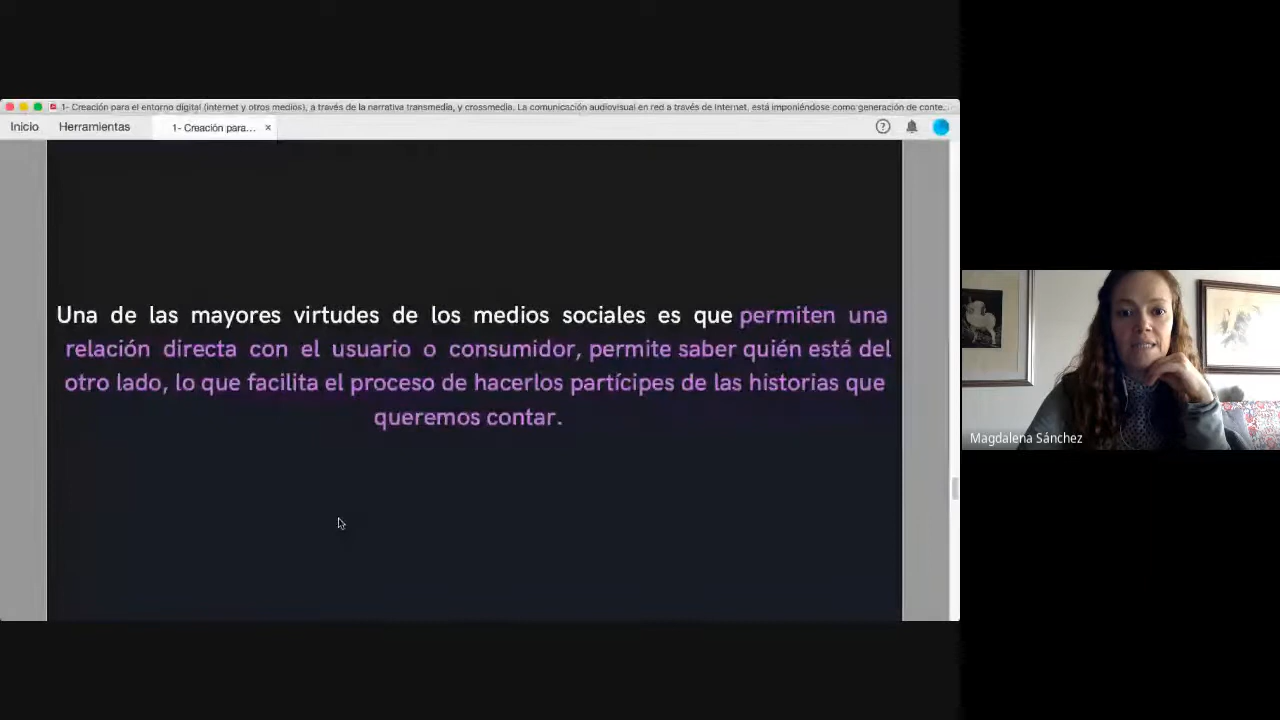 1- Creación para el entorno digital (internet y otros medios), a través de la narrativa transmedia, y crossmedia. La comunicación audiovisual en red a través de Internet, está imponiéndose como generación de conte...
Inicio Herramientas 1- Creación para... ×
Una de las mayores virtudes de los medios sociales es que permiten una
relación directa con el usuario o consumidor, permite saber quién está del
otro lado, lo que facilita el proceso de hacerlos partícipes de las historias que
queremos contar.
Magdalena Sánchez